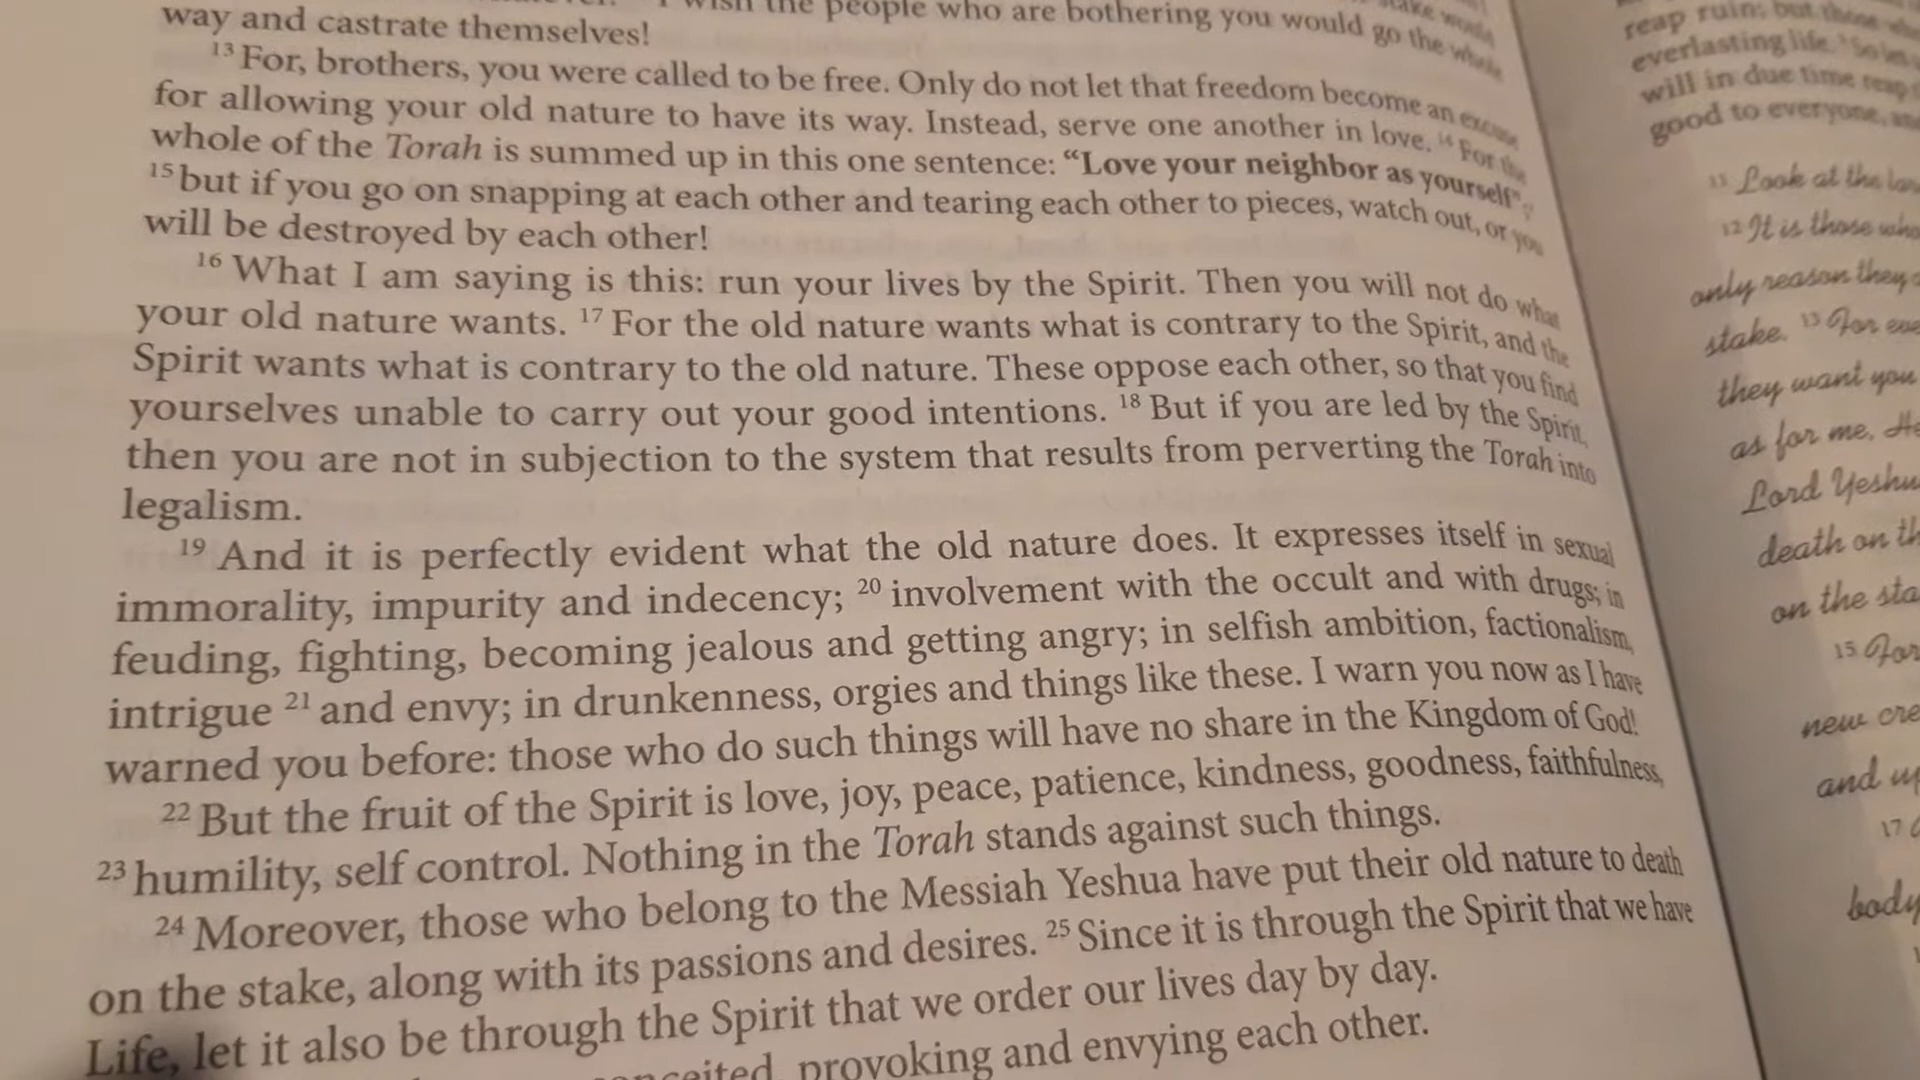 I wish the people who are bothering you would go the whole
way and castrate themselves!
13 For, brothers, you were called to be free. Only do not let that freedom become an excuse
for allowing your old nature to have its way. Instead, serve one another in love. 14 For the
whole of the Torah is summed up in this one sentence: “Love your neighbor as yourself”;
15 but if you go on snapping at each other and tearing each other to pieces, watch out, or you
will be destroyed by each other!
16 What I am saying is this: run your lives by the Spirit. Then you will not do what
your old nature wants. 17 For the old nature wants what is contrary to the Spirit, and the
Spirit wants what is contrary to the old nature. These oppose each other, so that you find
yourselves unable to carry out your good intentions. 18 But if you are led by the Spirit,
then you are not in subjection to the system that results from perverting the Torah into
legalism.
19 And it is perfectly evident what the old nature does. It expresses itself in sexual
immorality, impurity and indecency; 20 involvement with the occult and with drugs; in
feuding, fighting, becoming jealous and getting angry; in selfish ambition, factionalism,
intrigue 21 and envy; in drunkenness, orgies and things like these. I warn you now as I have
warned you before: those who do such things will have no share in the Kingdom of God!
22 But the fruit of the Spirit is love, joy, peace, patience, kindness, goodness, faithfulness,
23 humility, self control. Nothing in the Torah stands against such things.
24 Moreover, those who belong to the Messiah Yeshua have put their old nature to death
on the stake, along with its passions and desires. 25 Since it is through the Spirit that we have
Life, let it also be through the Spirit that we order our lives day by day.
provoking and envying each other.
reap ruin; but those
everlasting life. So let
will in due time reap
good to everyone,
11 Look at the
12 It is those who
only reason they
stake. 13 For
they want you
as for me,
Lord
death on
on the
15 For
new
and
17
body